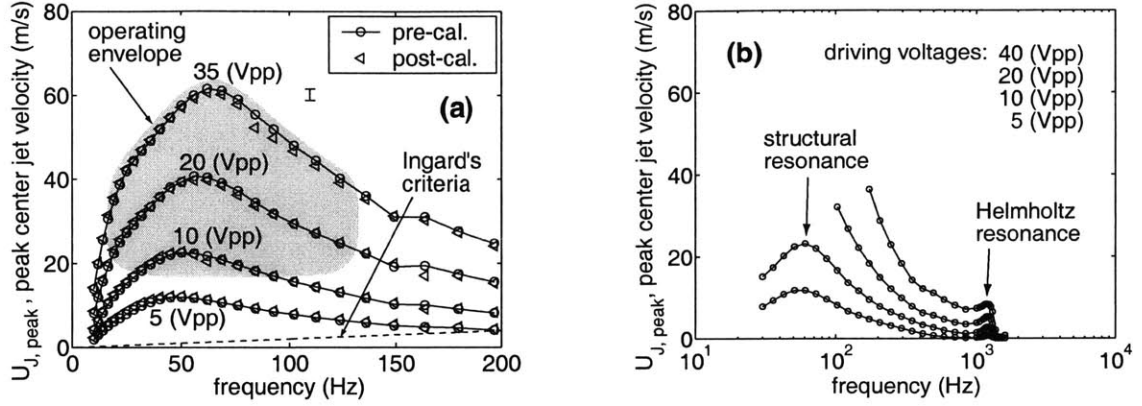 U_J, peak , peak center jet velocity (m/s)
80
60
40
20
0
operating
envelope
35 (Vpp)
pre-cal.
post-cal.
(a)
20 (Vpp)
Ingard's
criteria
10 (Vpp)
5 (Vpp)
0
50
100
150
200
frequency (Hz)
U_J, peak, peak center jet velocity (m/s)
80
60
40
20
0
(b)
driving voltages: 40 (Vpp)
20 (Vpp)
10 (Vpp)
5 (Vpp)
structural
resonance
Helmholtz
resonance
10^1
10^2
10^3
10^4
frequency (Hz)